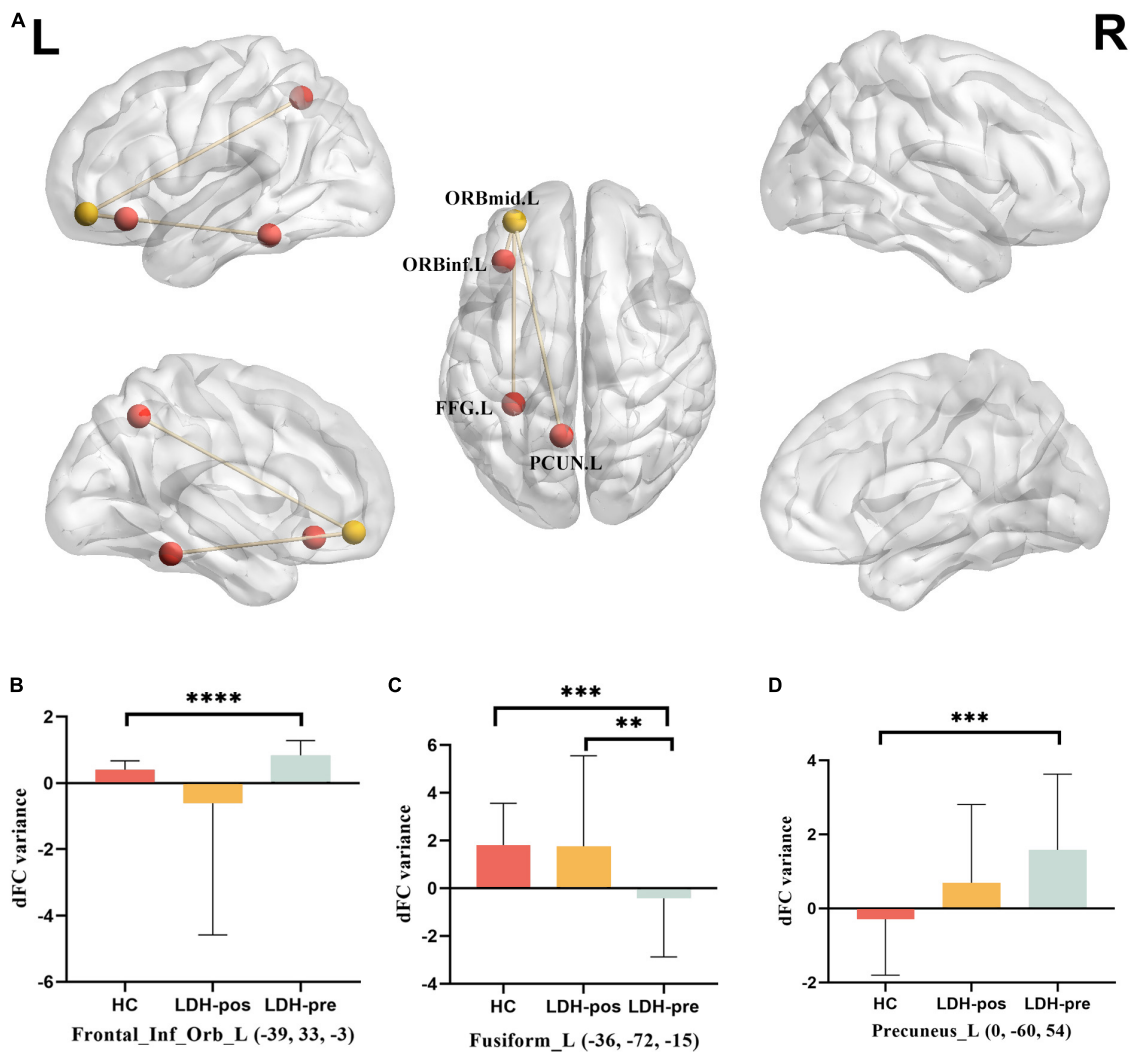 A
L
R
ORBmid.L
ORBinf.L
FFG.L
PCUN.L
B
****
2
0
-2
-4
-6
dFC variance
HC LDH-pos LDH-pre
Frontal_Inf_Orb_L (-39, 33, -3)
C
***
**
6
4
2
0
-2
-4
dFC variance
HC LDH-pos LDH-pre
Fusiform_L (-36, -72, -15)
D
***
4
2
0
-2
dFC variance
HC LDH-pos LDH-pre
Precuneus_L (0, -60, 54)